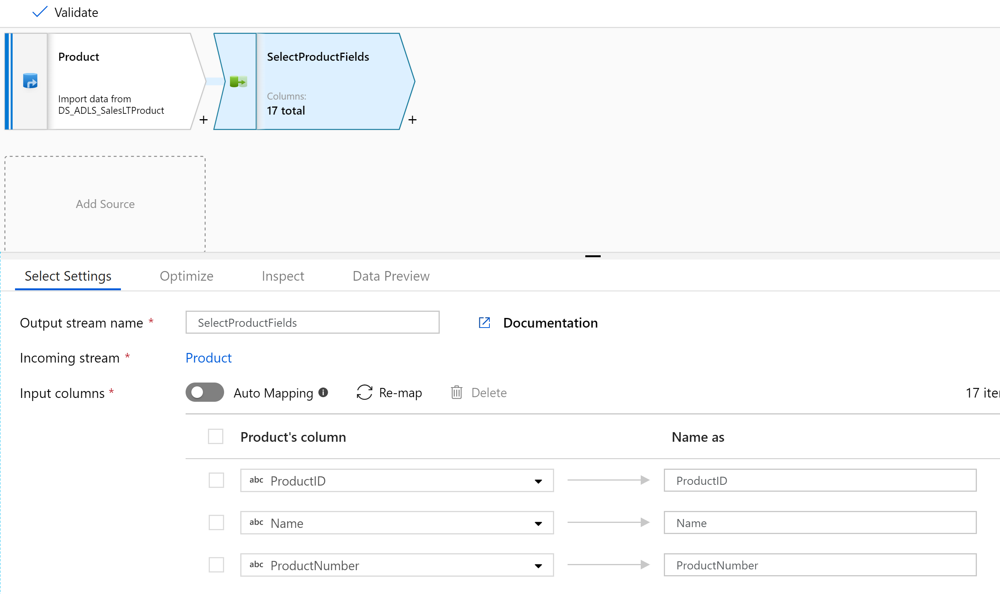 Validate
Product
Import data from
DS_ADLS_SalesLTProduct
+
SelectProductFields
Columns:
17 total
+
Add Source
Select Settings Optimize Inspect Data Preview
Output stream name * SelectProductFields Documentation
Incoming stream * Product
Input columns * Auto Mapping Re-map Delete 17
Product's column Name as
abc ProductID ProductID
abc Name Name
abc ProductNumber ProductNumber